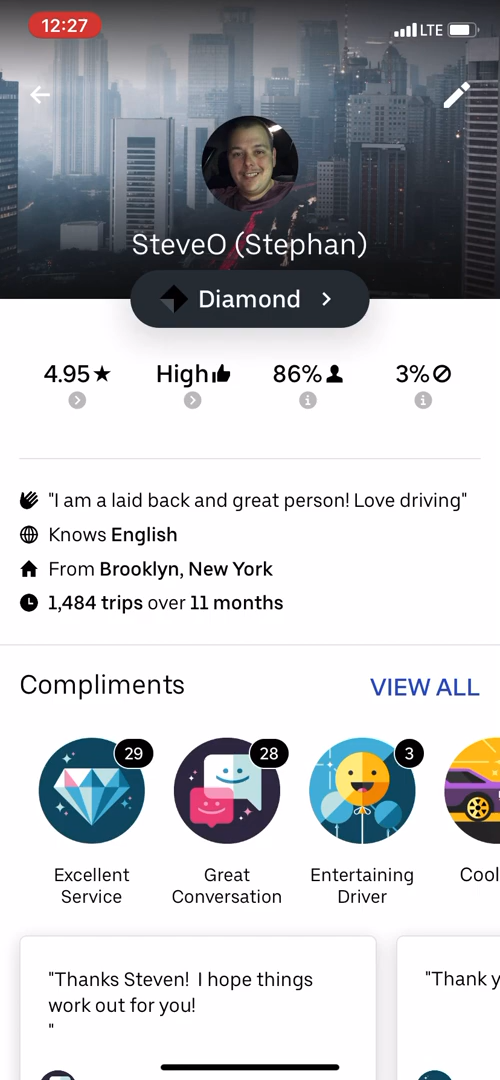 12:27
LTE
SteveO (Stephan)
Diamond
4.95 High 86% 3%
"I am a laid back and great person! Love driving"
Knows English
From Brooklyn, New York
1,484 trips over 11 months
Compliments VIEW ALL
29 28 3
Excellent Service
Great Conversation
Entertaining Driver
Cool
"Thanks Steven!  I hope things
work out for you!
"
"Thank y